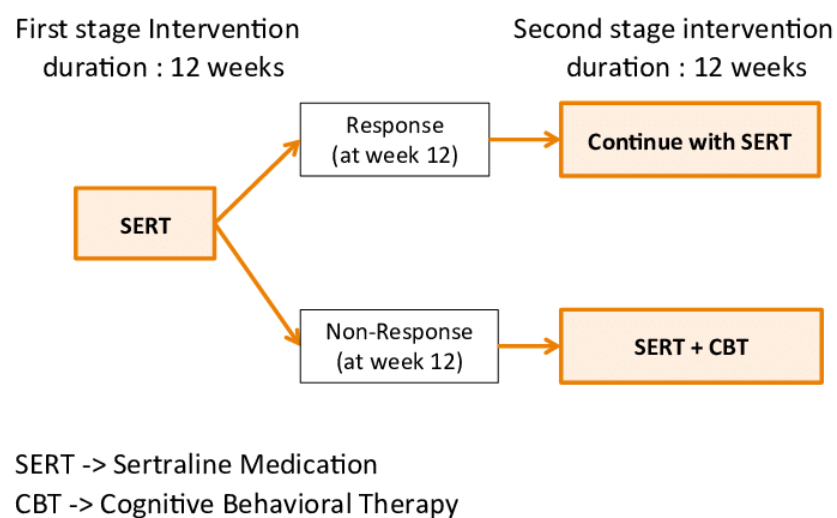 First stage Intervention
duration : 12 weeks
Second stage intervention
duration : 12 weeks
Response
(at week 12)
Continue with SERT
SERT
Non-Response
(at week 12)
SERT + CBT
SERT -> Sertraline Medication
CBT -> Cognitive Behavioral Therapy